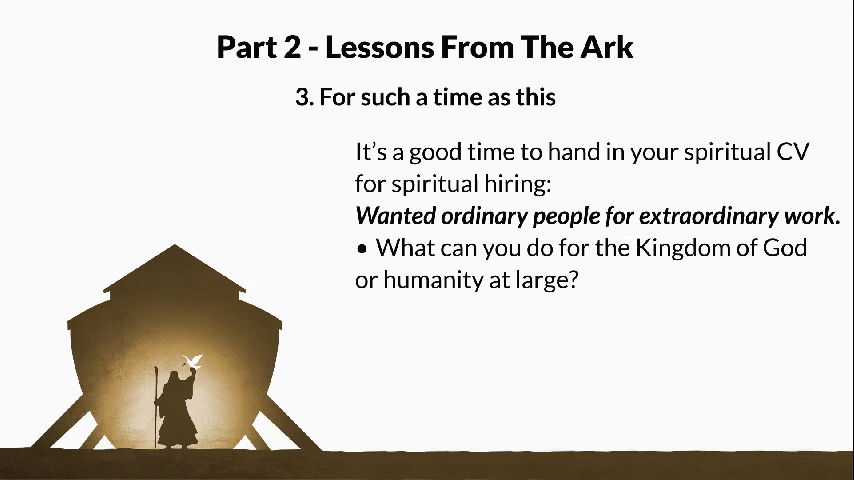 Part 2 - Lessons From The Ark
3. For such a time as this
It's a good time to hand in your spiritual CV
for spiritual hiring:
Wanted ordinary people for extraordinary work.
• What can you do for the Kingdom of God
or humanity at large?